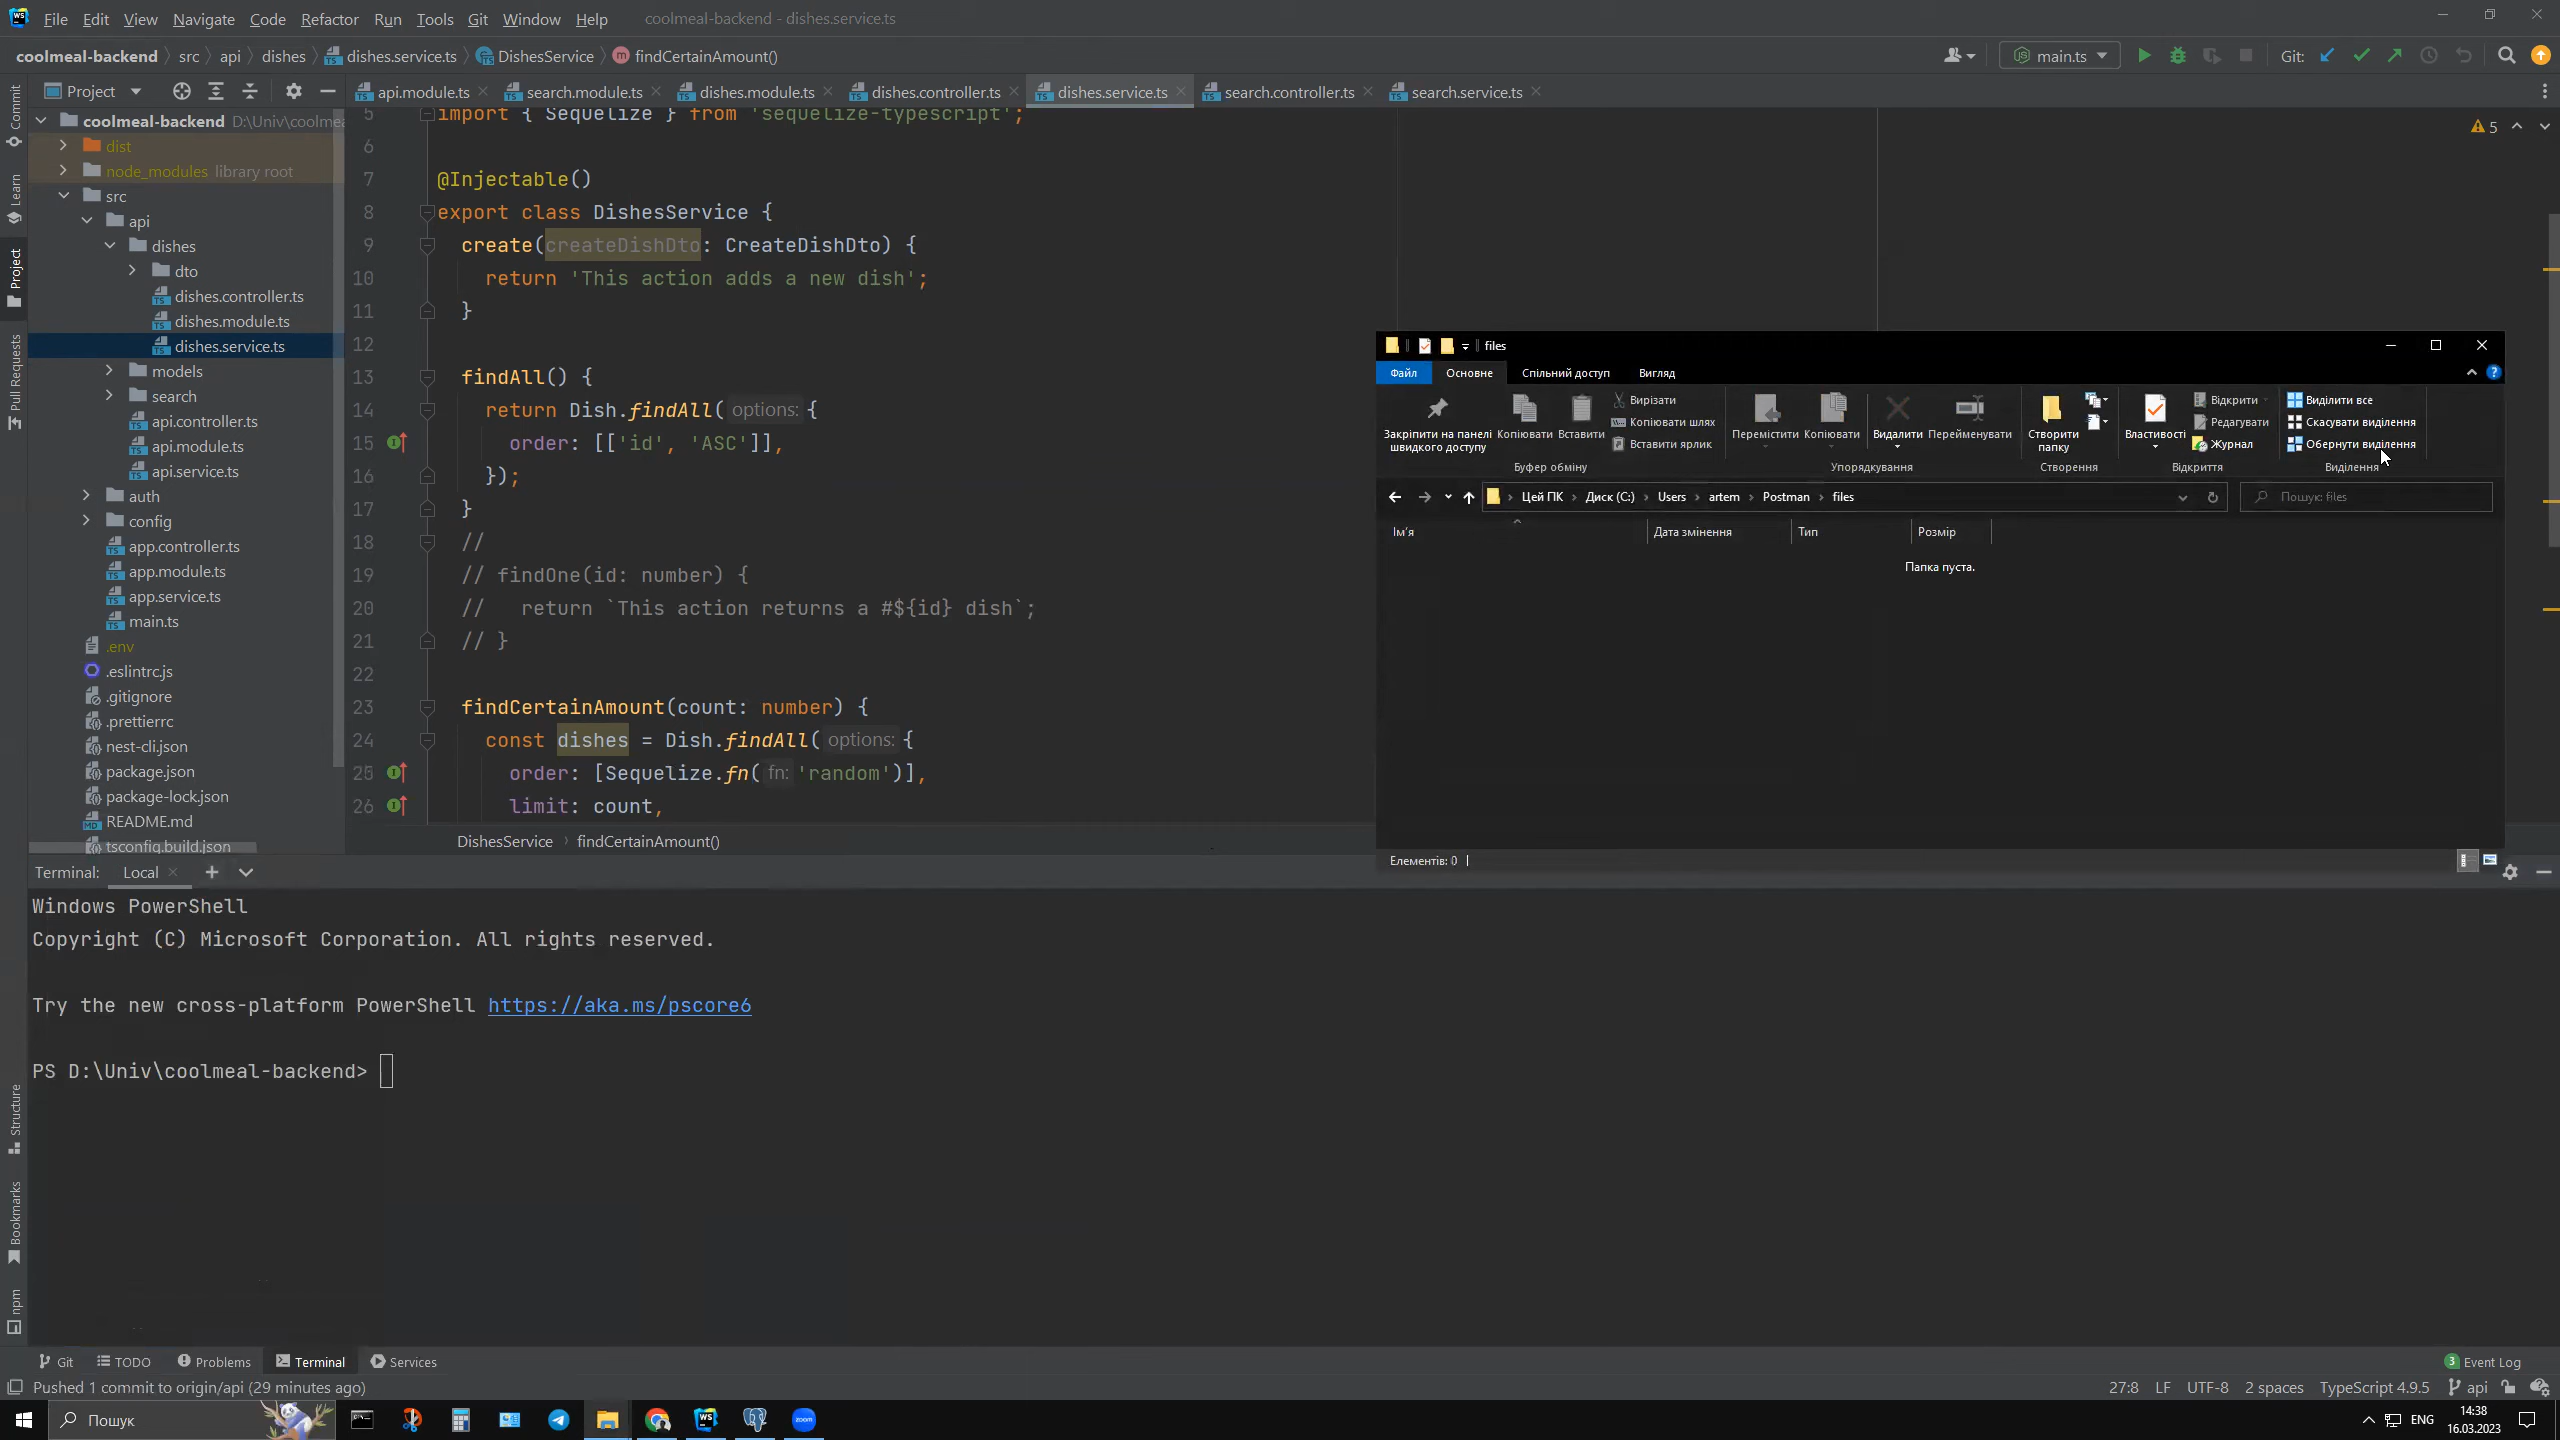 File Edit View Navigate Code Refactor Run Tools Git Window Help coolmeal-backend - dishes.service.ts
coolmeal-backend src api dishes dishes.service.ts DishesService findCertainAmount() main.ts Git:
Project
api.module.ts search.module.ts dishes.module.ts dishes.controller.ts dishes.service.ts search.controller.ts search.service.ts
Commit
Learn
Project
Pull Requests
Structure
Bookmarks
npm
coolmeal-backend D:\Univ\coolmea
dist
node_modules library root
src
api
dishes
dto
dishes.controller.ts
dishes.module.ts
dishes.service.ts
models
search
api.controller.ts
api.module.ts
api.service.ts
auth
config
app.controller.ts
app.module.ts
app.service.ts
main.ts
.env
.eslintrc.js
.gitignore
.prettierrc
nest-cli.json
package.json
package-lock.json
README.md
tsconfig.build.json
5
5 import { Sequelize } from 'sequelize-typescript';
6
7 @Injectable()
8 export class DishesService {
9 create(createDishDto: CreateDishDto) {
10 return 'This action adds a new dish';
11 }
12
13 findAll() {
14 return Dish.findAll( options: {
15 order: [['id', 'ASC']],
16 });
17 }
18 //
19 // findOne(id: number) {
20 // return `This action returns a #${id} dish`;
21 // }
22
23 findCertainAmount(count: number) {
24 const dishes = Dish.findAll( options: {
25 order: [Sequelize.fn( fn: 'random')],
26 limit: count,
DishesService findCertainAmount()
files
Файл Основне Спільний доступ Вигляд
Закріпити на панелі швидкого доступу
Копіювати
Вставити
Вирізати
Копіювати шлях
Вставити ярлик
Буфер обміну
Перемістити
Копіювати
Видалити
Перейменувати
Упорядкування
Створити папку
Створення
Властивості
Відкрити
Редагувати
Журнал
Відкриття
Виділити все
Скасувати виділення
Обернути виділення
Виділення
Цей ПК Диск (C:) Users artem Postman files
Пошук: files
Ім'я Дата змінення Тип Розмір
Папка пуста.
Елементів: 0
Terminal: Local
Windows PowerShell
Copyright (C) Microsoft Corporation. All rights reserved.
Try the new cross-platform PowerShell https://aka.ms/pscore6
PS D:\Univ\coolmeal-backend>
Git TODO Problems Terminal Services
3 Event Log
Pushed 1 commit to origin/api (29 minutes ago)
27:8 LF UTF-8 2 spaces TypeScript 4.9.5 api
Пошук
zoom
ENG
14:38
16.03.2023